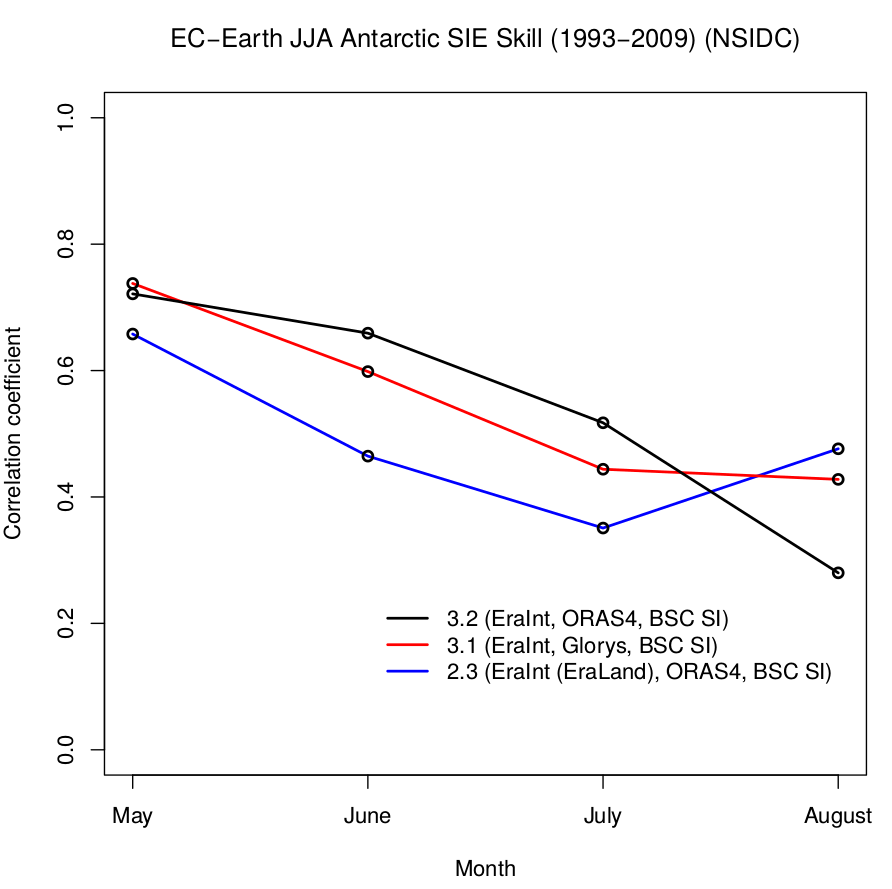 EC−Earth JJA Antarctic SIE Skill (1993−2009) (NSIDC)
Correlation coefficient
1.0
0.8
0.6
0.4
0.2
0.0
3.2 (EraInt, ORAS4, BSC SI)
3.1 (EraInt, Glorys, BSC SI)
2.3 (EraInt (EraLand), ORAS4, BSC SI)
May June July August
Month